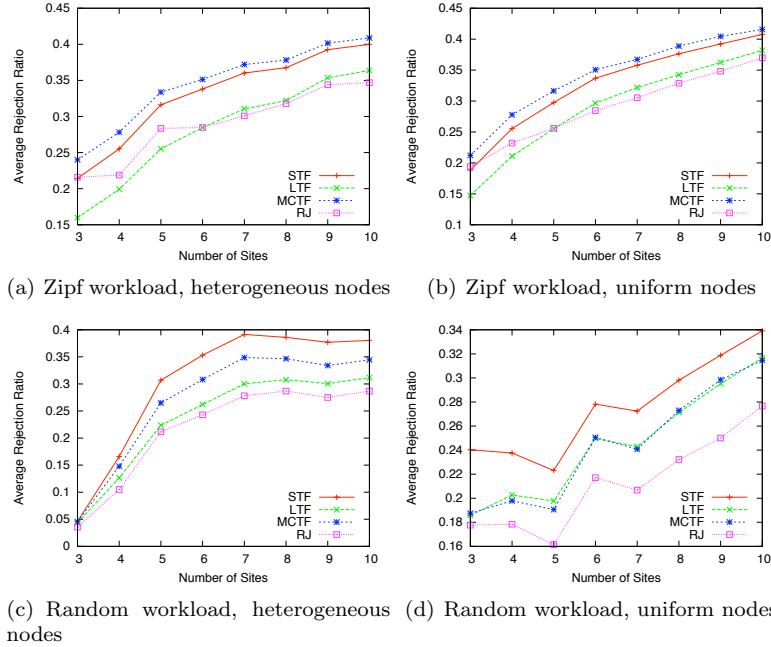 0.45
0.4
0.35
0.3
0.25
0.2
0.15
Average Rejection Ratio
3 4 5 6 7 8 9 10
Number of Sites
STF
LTF
MCTF
RJ
(a) Zipf workload, heterogeneous nodes
0.45
0.4
0.35
0.3
0.25
0.2
0.15
0.1
Average Rejection Ratio
3 4 5 6 7 8 9 10
Number of Sites
STF
LTF
MCTF
RJ
(b) Zipf workload, uniform nodes
0.4
0.35
0.3
0.25
0.2
0.15
0.1
0.05
0
Average Rejection Ratio
3 4 5 6 7 8 9 10
Number of Sites
STF
LTF
MCTF
RJ
(c) Random workload, heterogeneous
nodes
0.34
0.32
0.3
0.28
0.26
0.24
0.22
0.2
0.18
0.16
Average Rejection Ratio
3 4 5 6 7 8 9 10
Number of Sites
STF
LTF
MCTF
RJ
(d) Random workload, uniform nodes